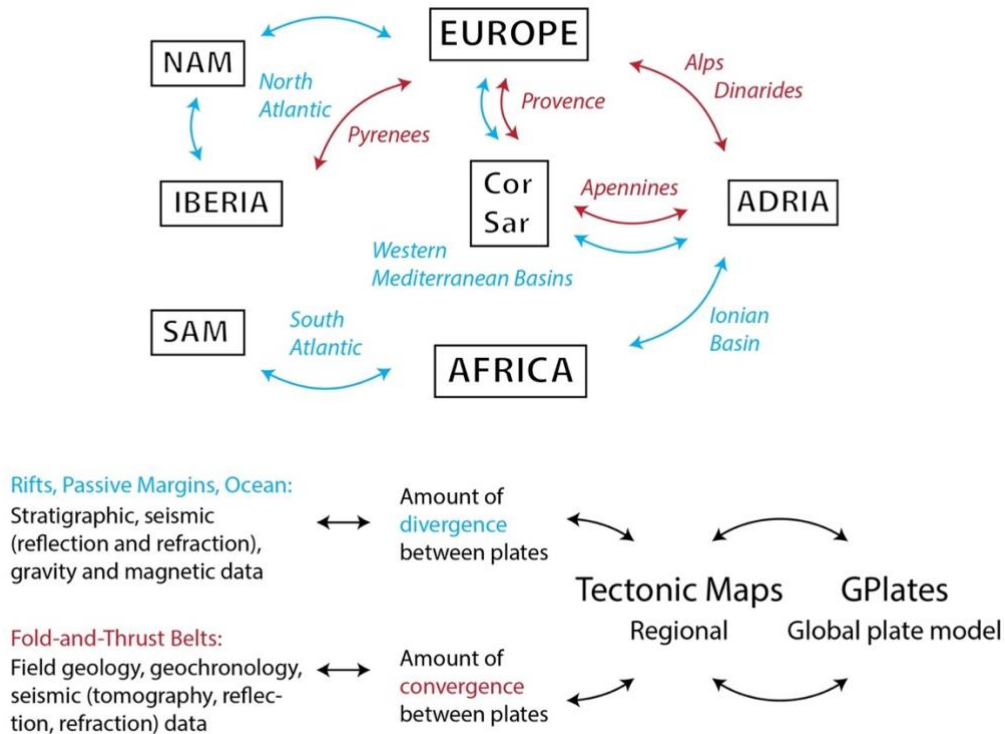 EUROPE
NAM
North
Atlantic
Alps
Dinarides
Provence
Pyrenees
IBERIA
Cor
Sar
Apennines
ADRIA
Western
Mediterranean Basins
SAM
South
Atlantic
Ionian
Basin
AFRICA
Rifts, Passive Margins, Ocean:
Stratigraphic, seismic
(reflection and refraction),
gravity and magnetic data
Amount of
divergence
between plates
Tectonic Maps
Regional
GPlates
Global plate model
Fold-and-Thrust Belts:
Field geology, geochronology,
seismic (tomography, reflec-
tion, refraction) data
Amount of
convergence
between plates